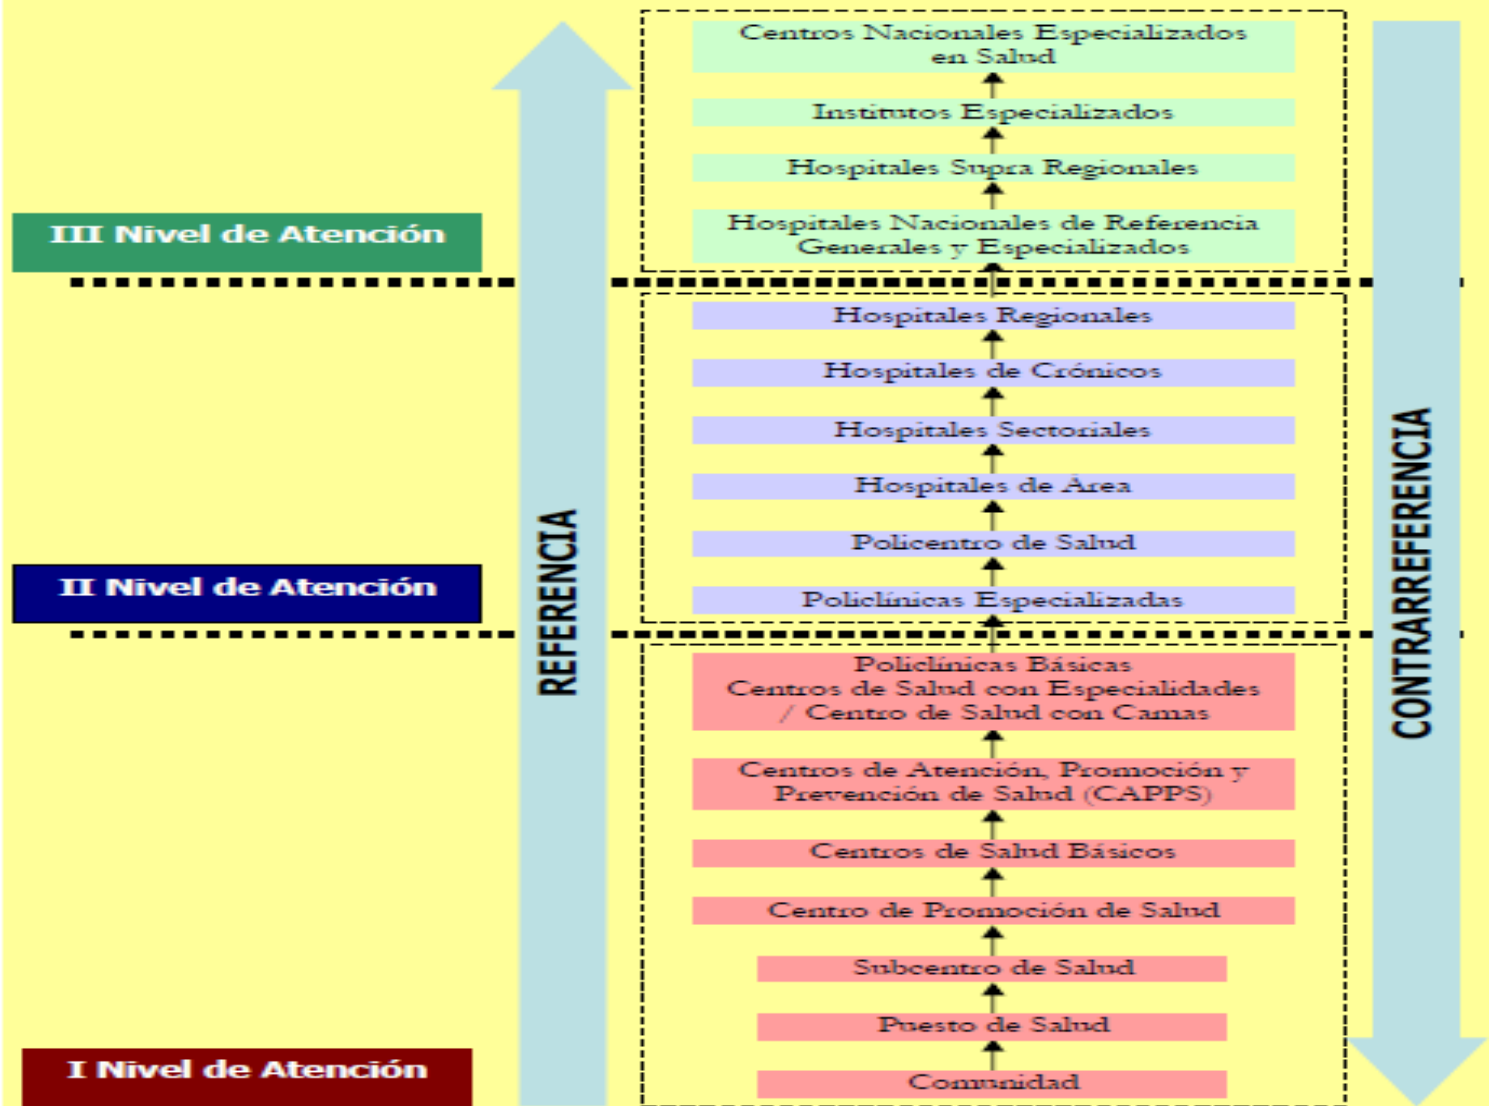 Centros Nacionales Especializados
en Salud
Institutos Especializados
Hospitales Supra Regionales
III Nivel de Atención
Hospitales Nacionales de Referencia
Generales y Especializados
Hospitales Regionales
Hospitales de Crónicos
Hospitales Sectoriales
Hospitales de Área
Policentro de Salud
II Nivel de Atención
Policlínicas Especializadas
REFERENCIA
CONTRARREFERENCIA
Policlínicas Básicas
Centros de Salud con Especialidades
/ Centro de Salud con Camas
Centros de Atención, Promoción y
Prevención de Salud (CAPPS)
Centros de Salud Básicos
Centro de Promoción de Salud
Subcentro de Salud
Puesto de Salud
I Nivel de Atención
Comunidad